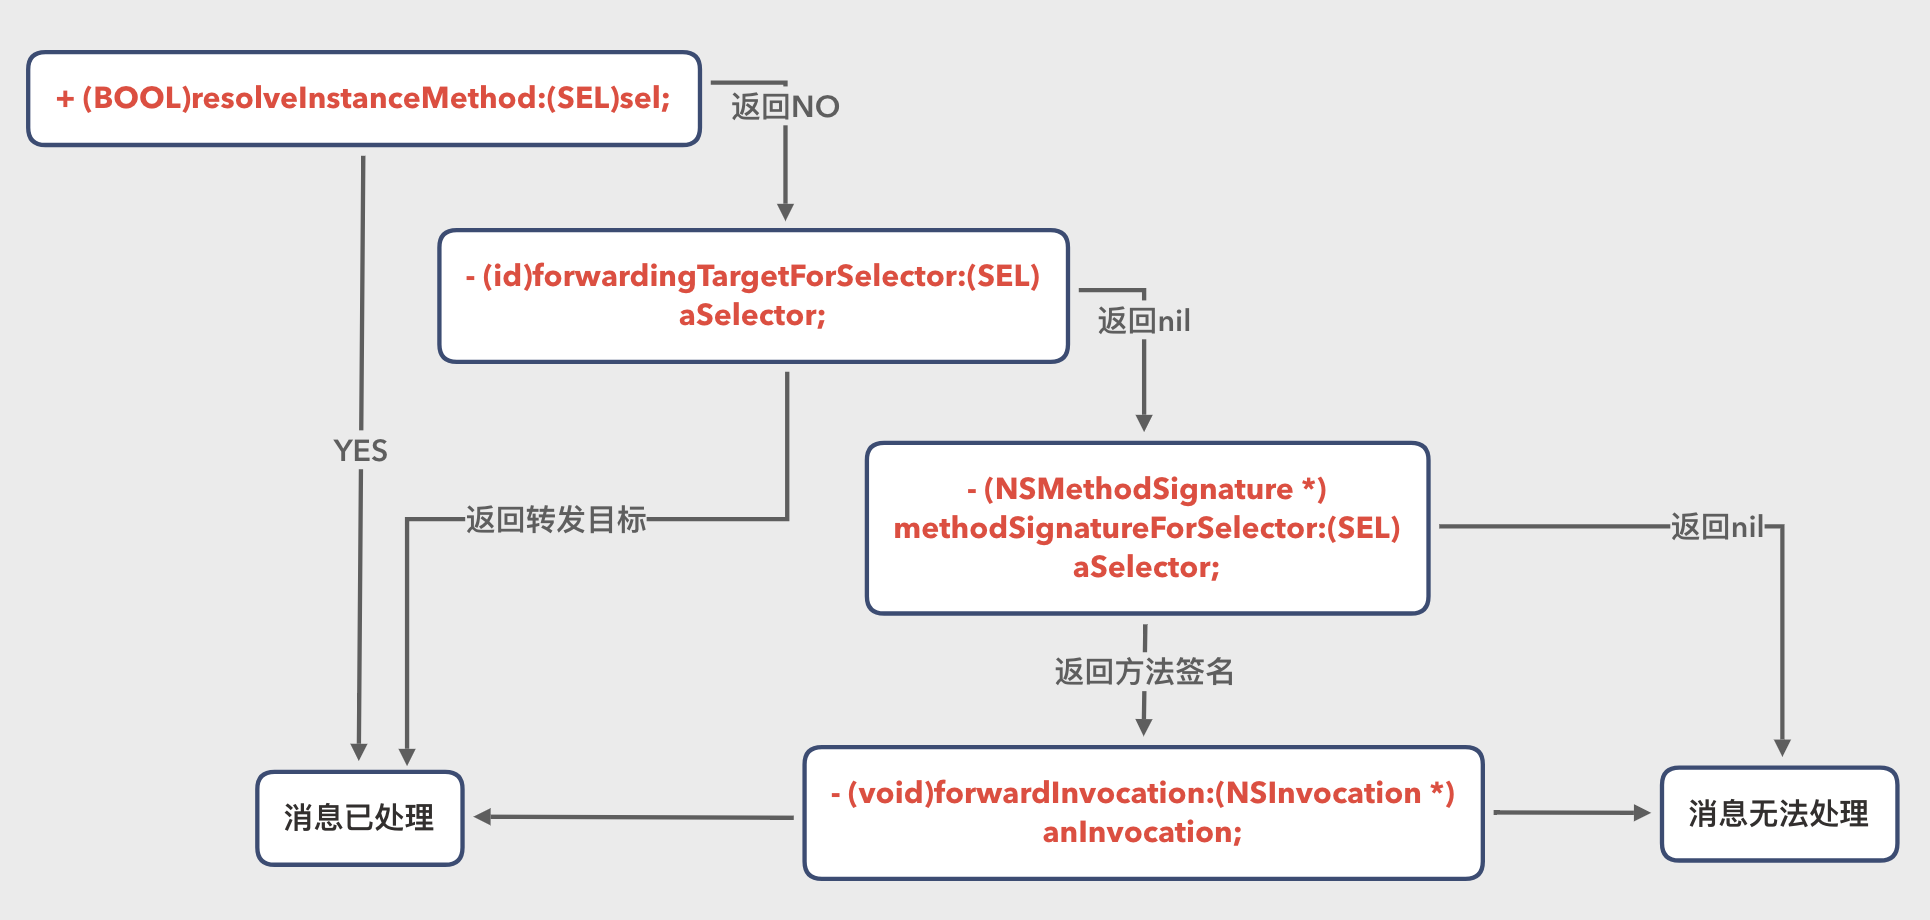 + (BOOL)resolveInstanceMethod:(SEL)sel;
返回NO
- (id)forwardingTargetForSelector:(SEL)
aSelector;
返回nil
YES
返回转发目标
- (NSMethodSignature *)
methodSignatureForSelector:(SEL)
aSelector;
返回nil
返回方法签名
消息已处理
- (void)forwardInvocation:(NSInvocation *)
anInvocation;
消息无法处理